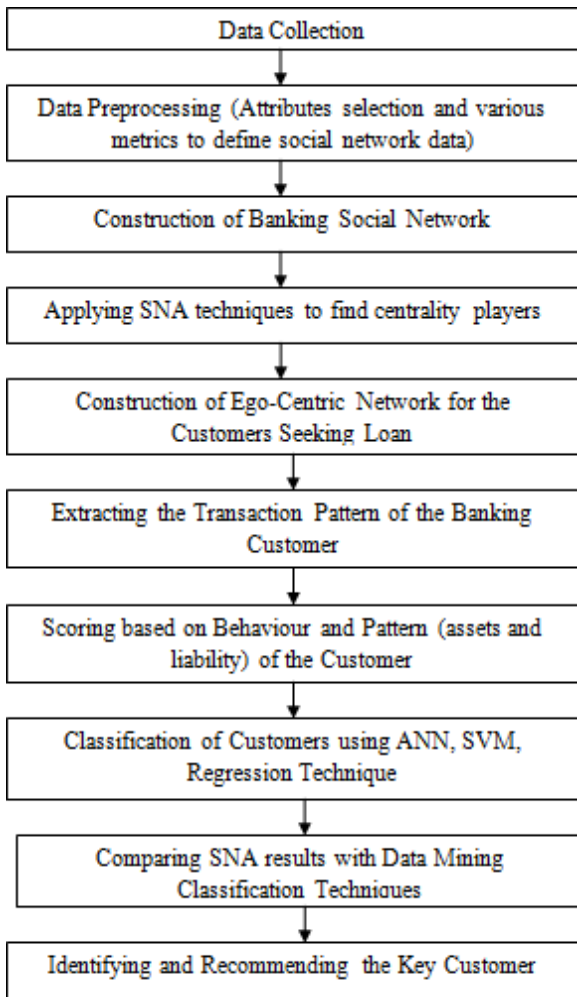 Data Collection
Data Preprocessing (Attributes selection and various
metrics to define social network data)
Construction of Banking Social Network
Applying SNA techniques to find centrality players
Construction of Ego-Centric Network for the
Customers Seeking Loan
Extracting the Transaction Pattern of the Banking
Customer
Scoring based on Behaviour and Pattern (assets and
liability) of the Customer
Classification of Customers using ANN, SVM,
Regression Technique
Comparing SNA results with Data Mining
Classification Techniques
Identifying and Recommending the Key Customer